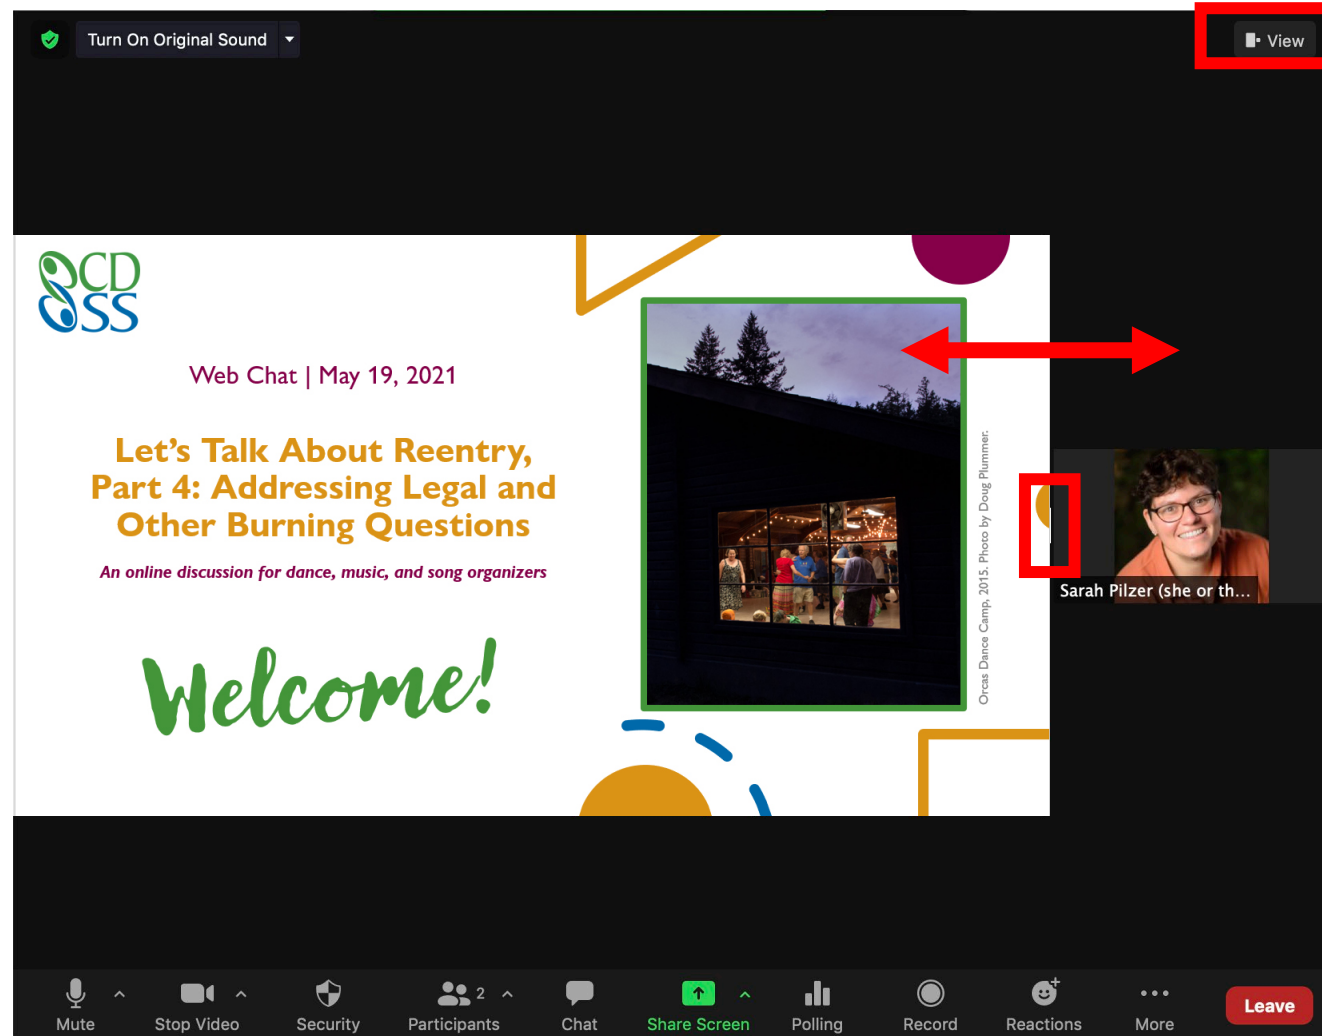 Turn On Original Sound
View
CD
SS
Web Chat | May 19, 2021
Let's Talk About Reentry,
Part 4: Addressing Legal and
Other Burning Questions
An online discussion for dance, music, and song organizers
Welcome!
Orcas Dance Camp, 2015. Photo by Doug Plummer.
Sarah Pilzer (she or th...
2
Mute
Stop Video
Security
Participants
Chat
Share Screen
Polling
Record
Reactions
More
Leave